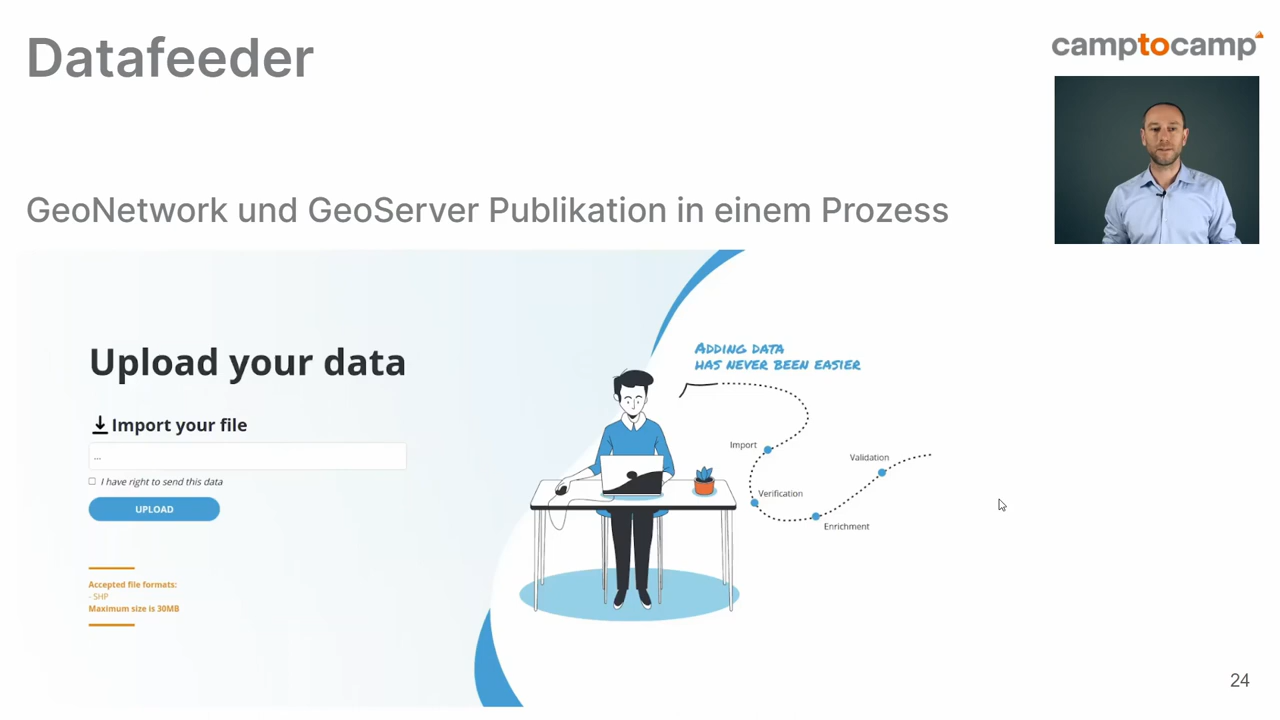 Datafeeder
camptocamp
GeoNetwork und GeoServer Publikation in einem Prozess
Upload your data
Import your file
...
I have right to send this data
UPLOAD
Accepted file formats:
- SHP
Maximum size is 30MB
ADDING DATA
HAS NEVER BEEN EASIER
Import
Validation
Verification
Enrichment
24